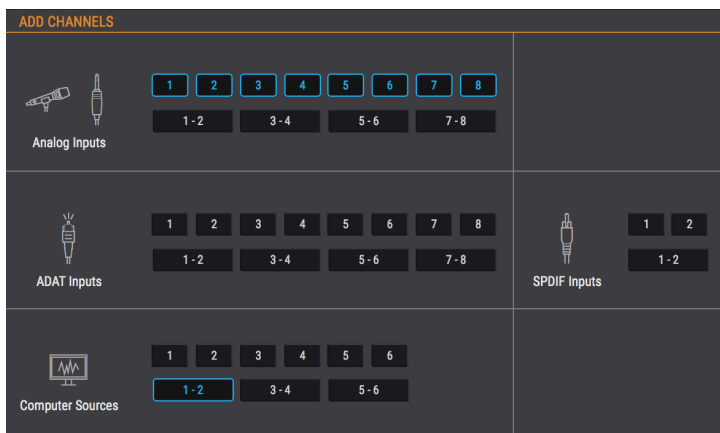 ADD CHANNELS
1 2 3 4 5 6 7 8
1 - 2 3 - 4 5 - 6 7 - 8
Analog Inputs
1 2 3 4 5 6 7 8
1 - 2 3 - 4 5 - 6 7 - 8
ADAT Inputs
1 2
1 - 2
SPDIF Inputs
1 2 3 4 5 6
1 - 2 3 - 4 5 - 6
Computer Sources